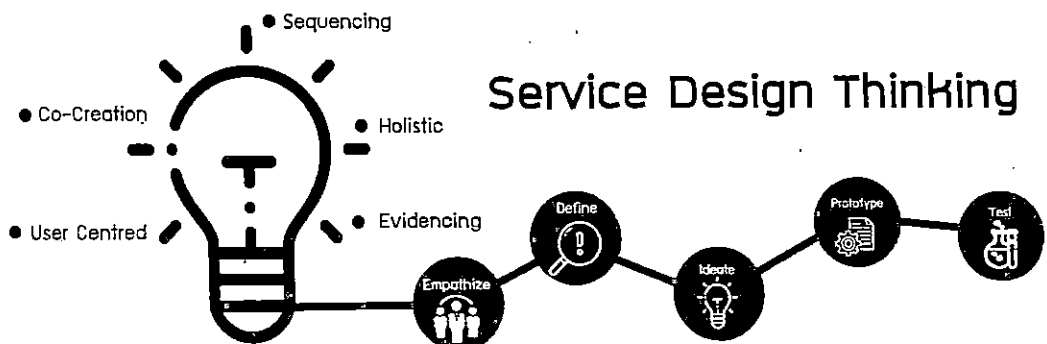 Service Design Thinking
• Sequencing
• Co-Creation
• Holistic
• User Centred
• Evidencing
Empathize
Define
Ideate
Prototype
Test